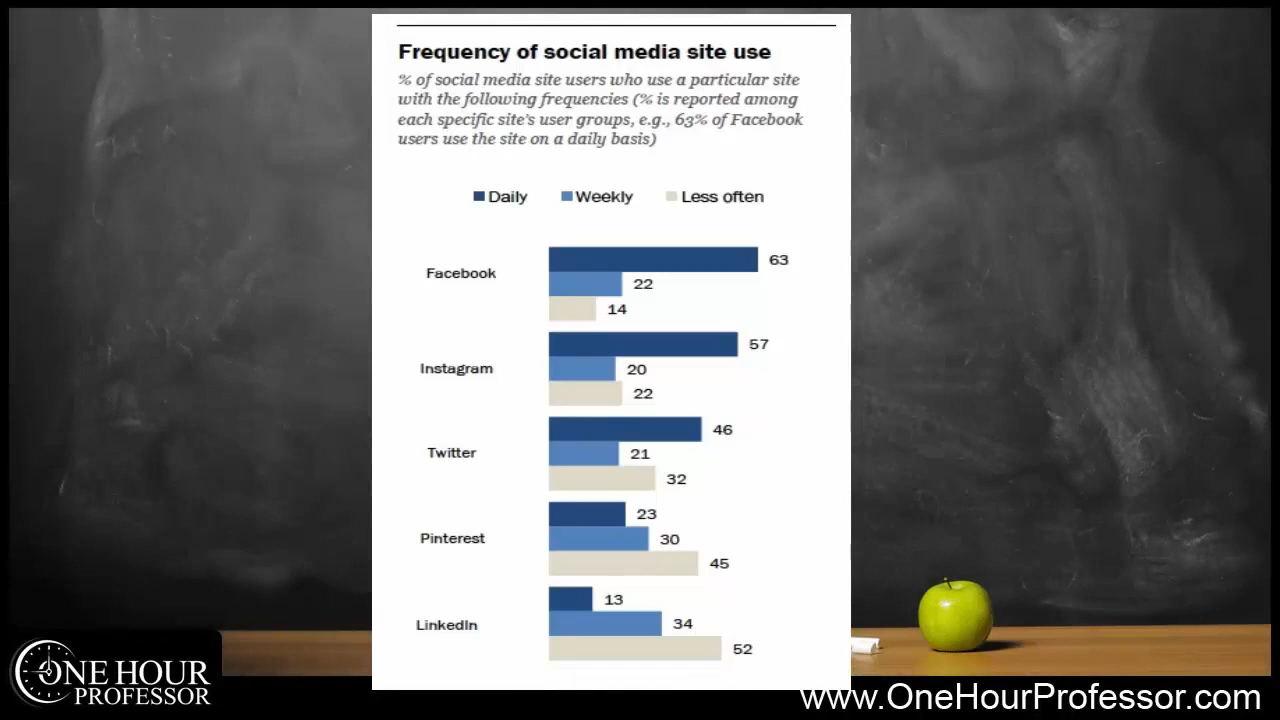 Frequency of social media site use
% of social media site users who use a particular site
with the following frequencies (% is reported among
each specific site's user groups, e.g., 63% of Facebook
users use the site on a daily basis)
Daily Weekly Less often
Facebook
63
22
14
Instagram
57
20
22
Twitter
46
21
32
Pinterest
23
30
45
LinkedIn
13
34
52
ONE HOUR
PROFESSOR
www.OneHourProfessor.com